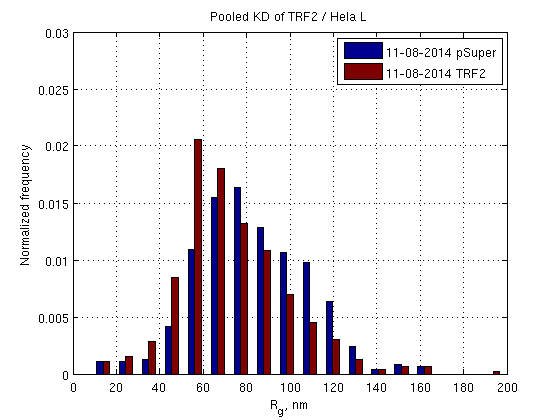 Pooled KD of TRF2 / Hela L
0.03
11-08-2014 pSuper
11-08-2014 TRF2
0.025
0.02
0.015
0.01
0.005
0
Normalized frequency
0 20 40 60 80 100 120 140 160 180 200
Rg, nm